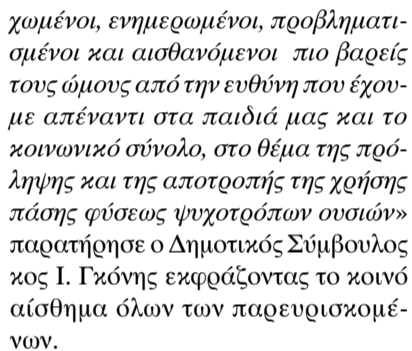 χωμένοι, ενημερωμένοι, προβληματι-
σμένοι και αισθανόμενοι πιο βαρείς
τους ώμους από την ευθύνη που έχου-
με απέναντι στα παιδιά μας και το
κοινωνικό σύνολο, στο θέμα της πρό-
ληψης και της αποτροπής της χρήσης
πάσης φύσεως ψυχοτρόπων ουσιών»
παρατήρησε ο Δημοτικός Σύμβουλος
κος Ι. Γκόνης εκφράζοντας το κοινό
αίσθημα όλων των παρευρισκομέ-
νων.